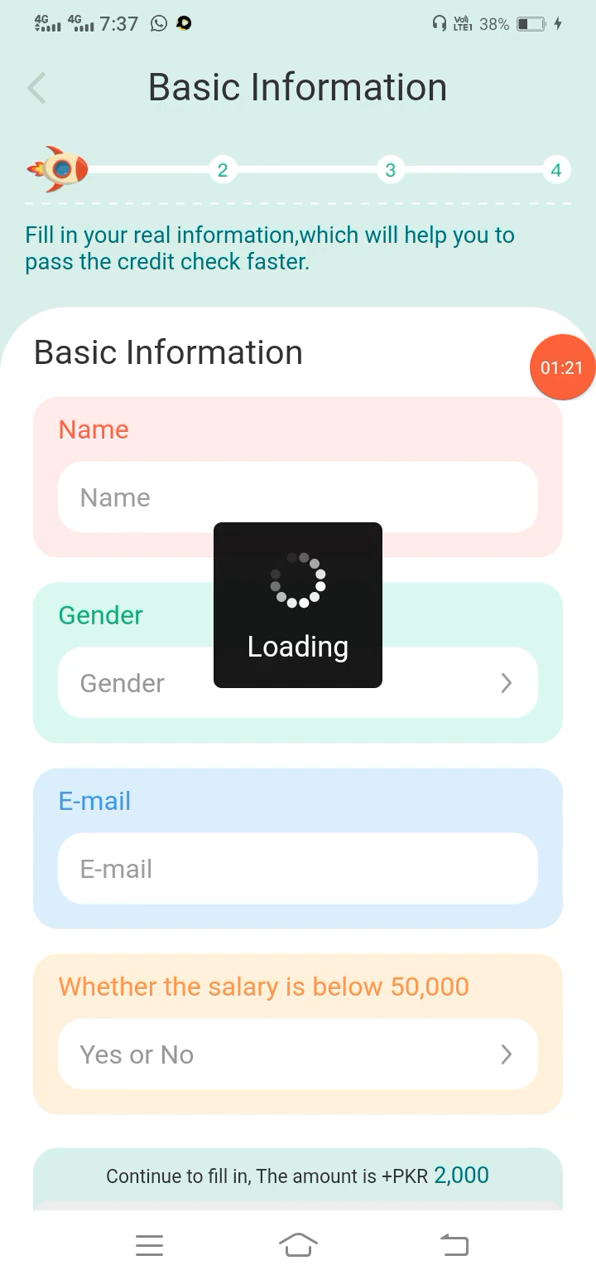 4G 4G 7:37 Vo) LTE1 38%
Basic Information
2 3 4
Fill in your real information,which will help you to
pass the credit check faster.
Basic Information
01:21
Name
Name
Loading
Gender
Gender
E-mail
E-mail
Whether the salary is below 50,000
Yes or No
Continue to fill in, The amount is +PKR 2,000